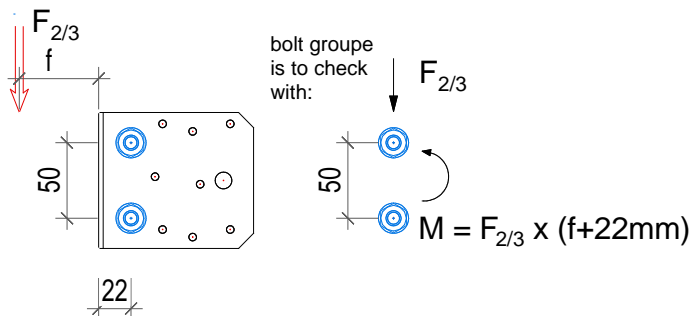 F2/3
f
50
22
bolt groupe
is to check
with:
F2/3
50
M = F2/3 x (f+22mm)